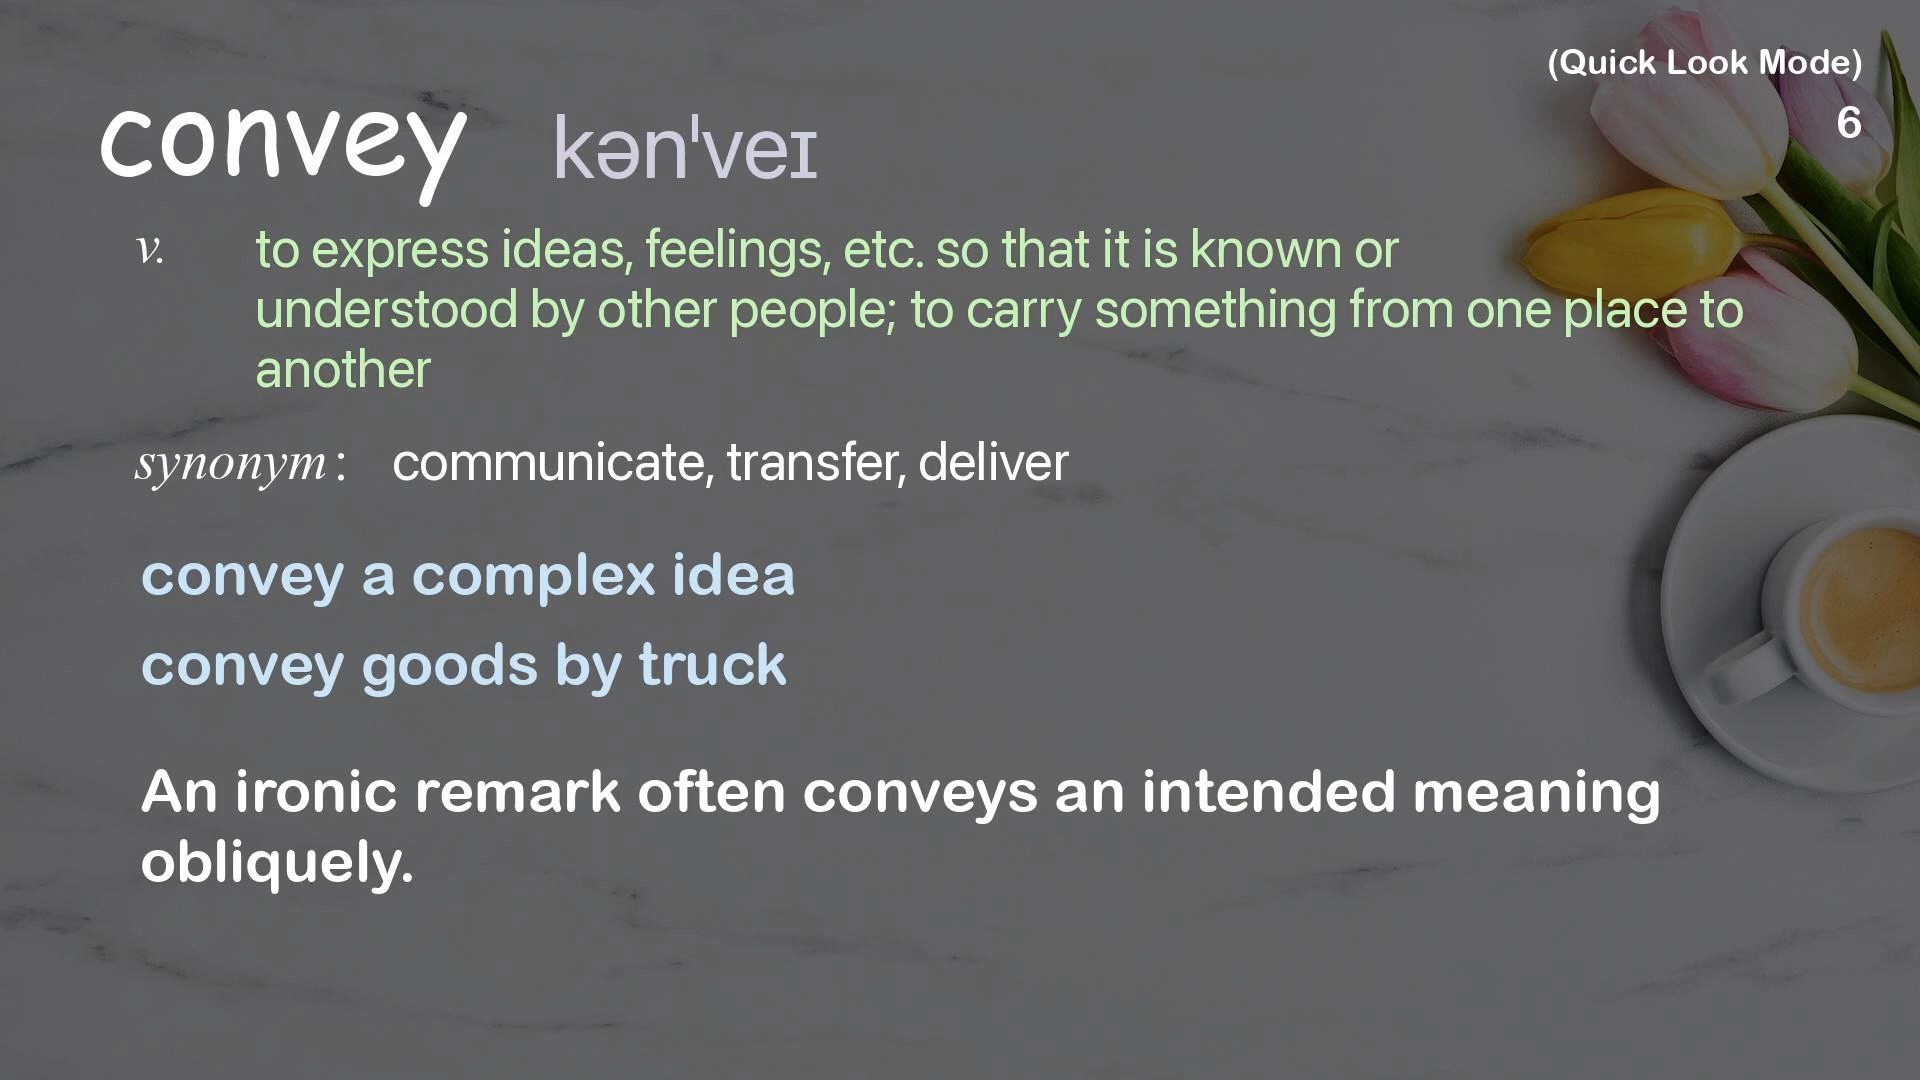 (Quick Look Mode)
6
convey kən'veɪ
v. to express ideas, feelings, etc. so that it is known or
understood by other people; to carry something from one place to
another
synonym: communicate, transfer, deliver
convey a complex idea
convey goods by truck
An ironic remark often conveys an intended meaning
obliquely.